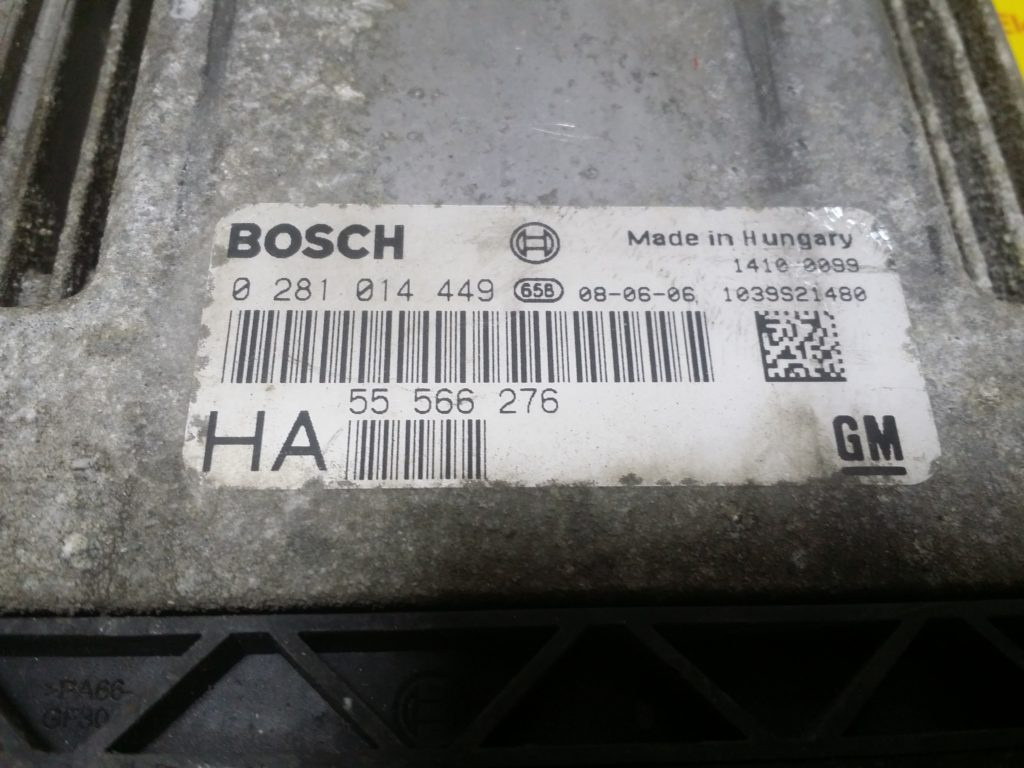 BOSCH Made in Hungary
1410 0099
0 281 014 449 65B 08-06-06 1039S21480
55 566 276
HA GM
>PA66-
GF30